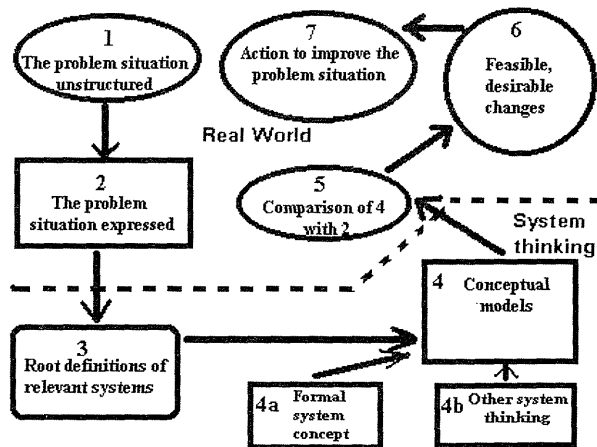 1
The problem situation
unstructured
2
The problem
situation expressed
3
Root definitions of
relevant systems
4
Conceptual
models
4a Formal
system
concept
4b Other system
thinking
5
Comparison of 4
with 2
6
Feasible,
desirable
changes
7
Action to improve the
problem situation
Real World
System
thinking